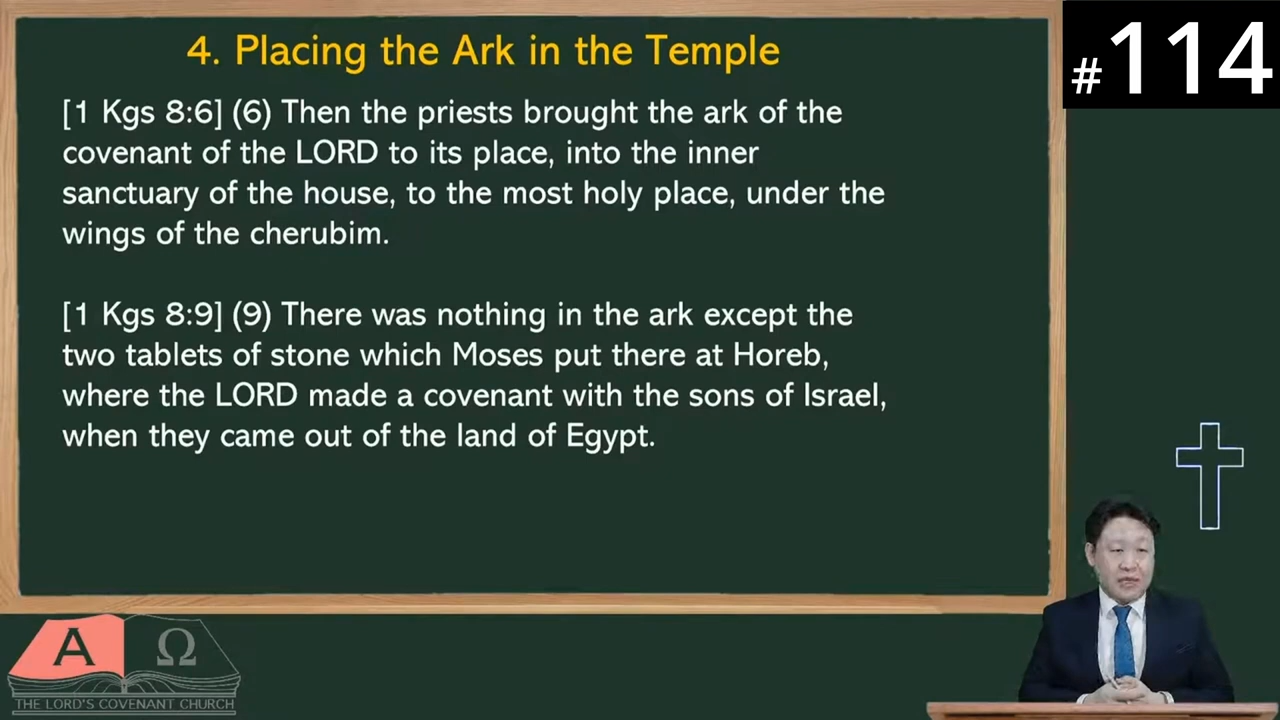 4. Placing the Ark in the Temple
#114
[1 Kgs 8:6] (6) Then the priests brought the ark of the
covenant of the LORD to its place, into the inner
sanctuary of the house, to the most holy place, under the
wings of the cherubim.
[1 Kgs 8:9] (9) There was nothing in the ark except the
two tablets of stone which Moses put there at Horeb,
where the LORD made a covenant with the sons of Israel,
when they came out of the land of Egypt.
Α Ω
THE LORD'S COVENANT CHURCH